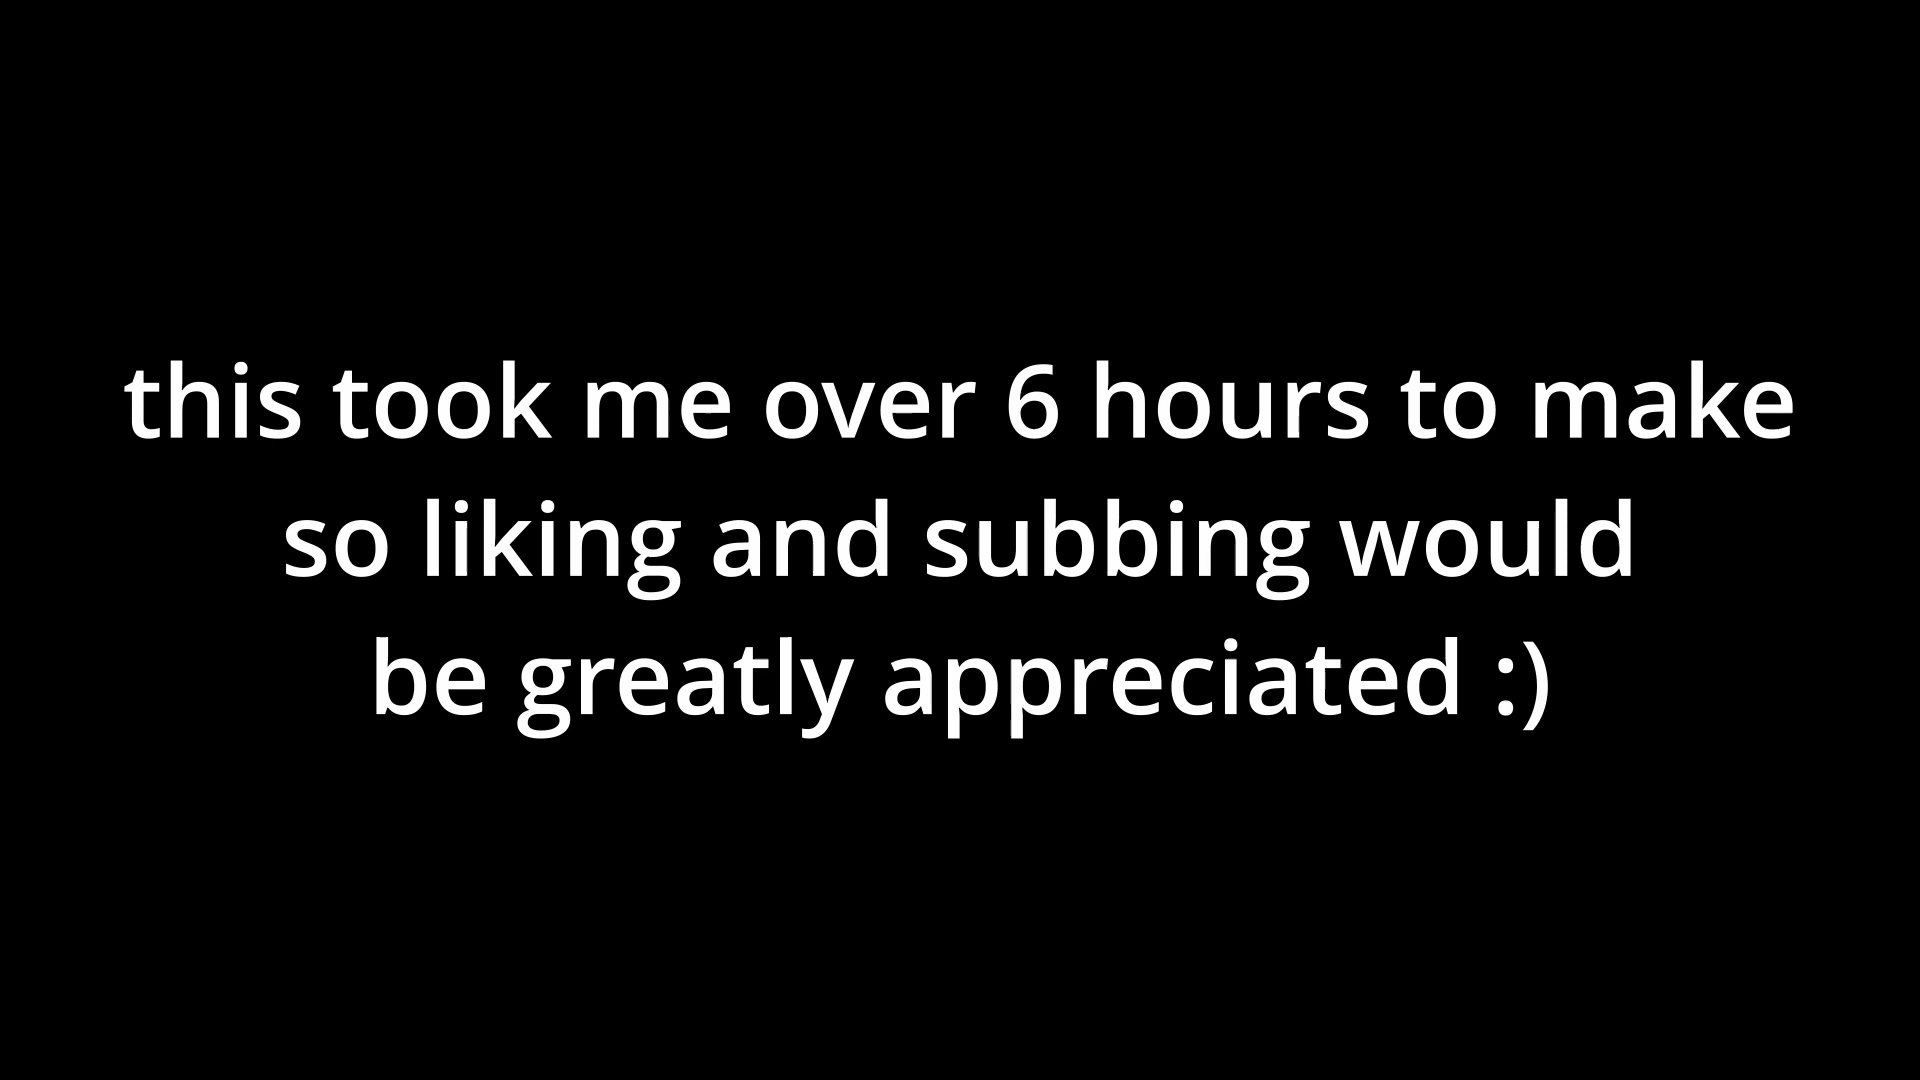 this took me over 6 hours to make
so liking and subbing would
be greatly appreciated :)